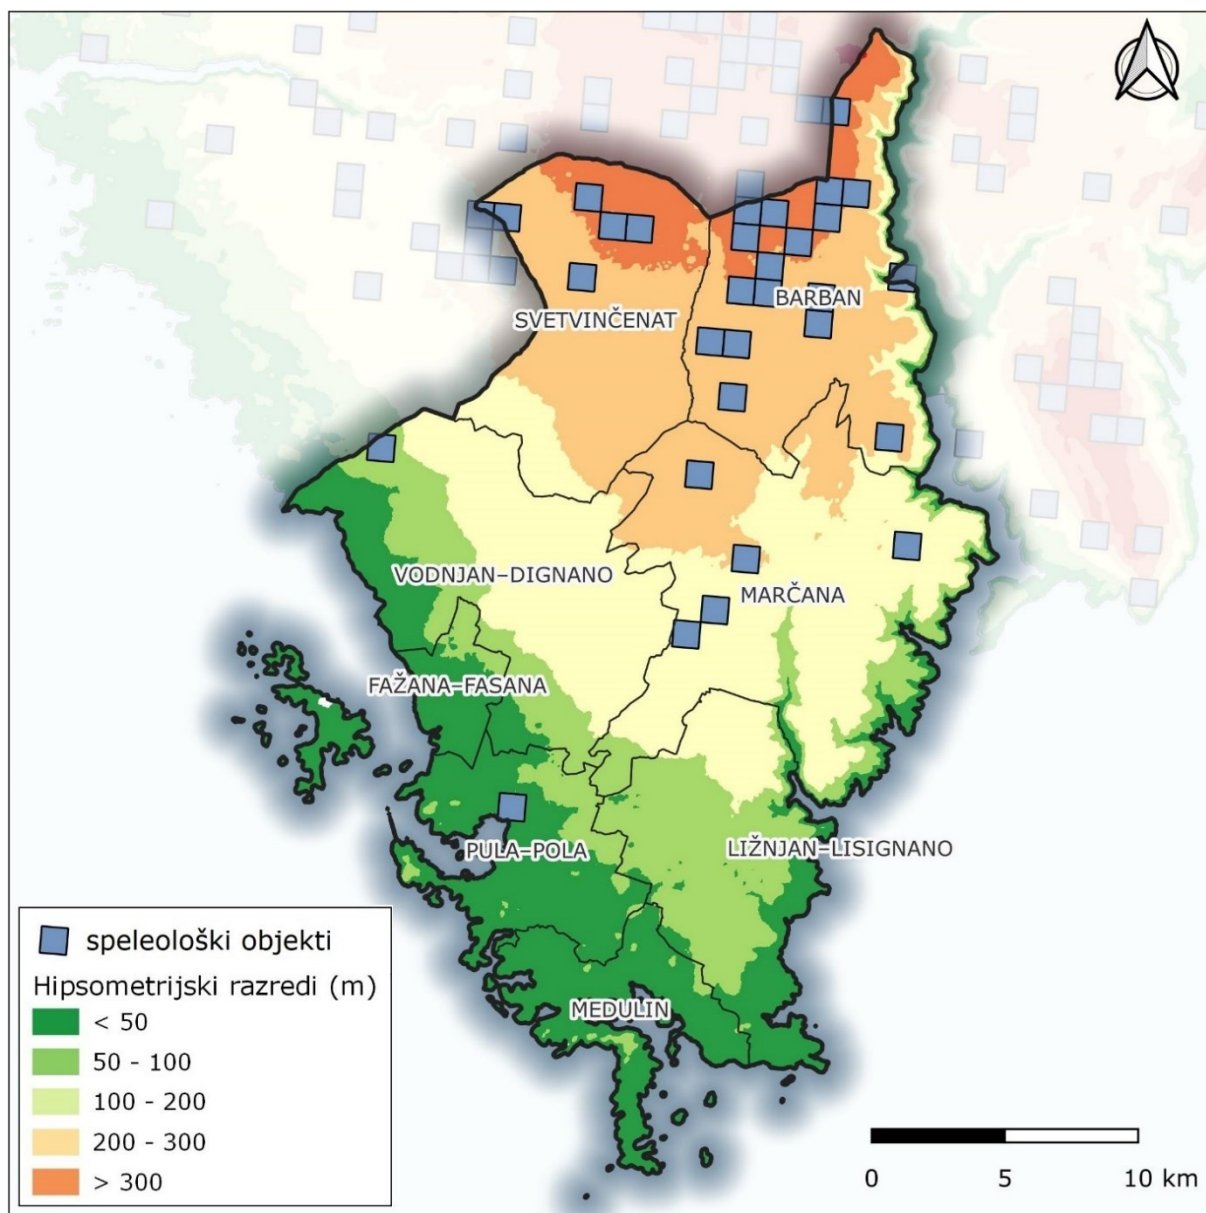 BARBAN
SVETVINČENAT
VODNJAN–DIGNANO
MARČANA
FAŽANA–FASANA
PULA–POLA
LIŽNJAN–LISIGNANO
MEDULIN
speleološki objekti
Hipsometrijski razredi (m)
< 50
50 - 100
100 - 200
200 - 300
> 300
0 5 10 km